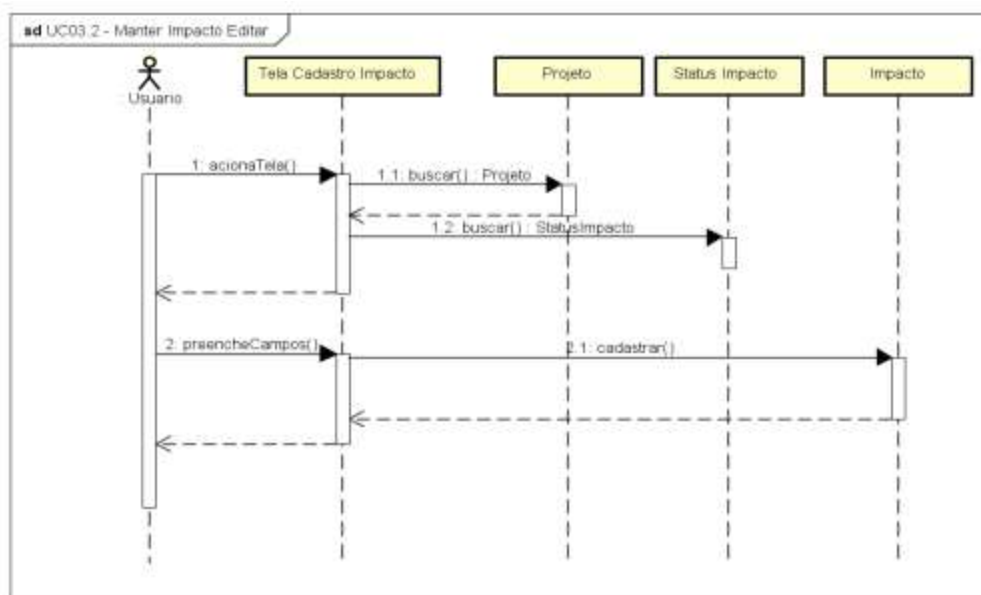 sd UC03.2 - Manter Impacto Editar
Usuario
Tela Cadastro Impacto
Projeto
Status Impacto
Impacto
1: acionaTela()
1.1: buscar() : Projeto
1.2: buscar() : StatusImpacto
2: preencheCampos()
2.1: cadastrar()